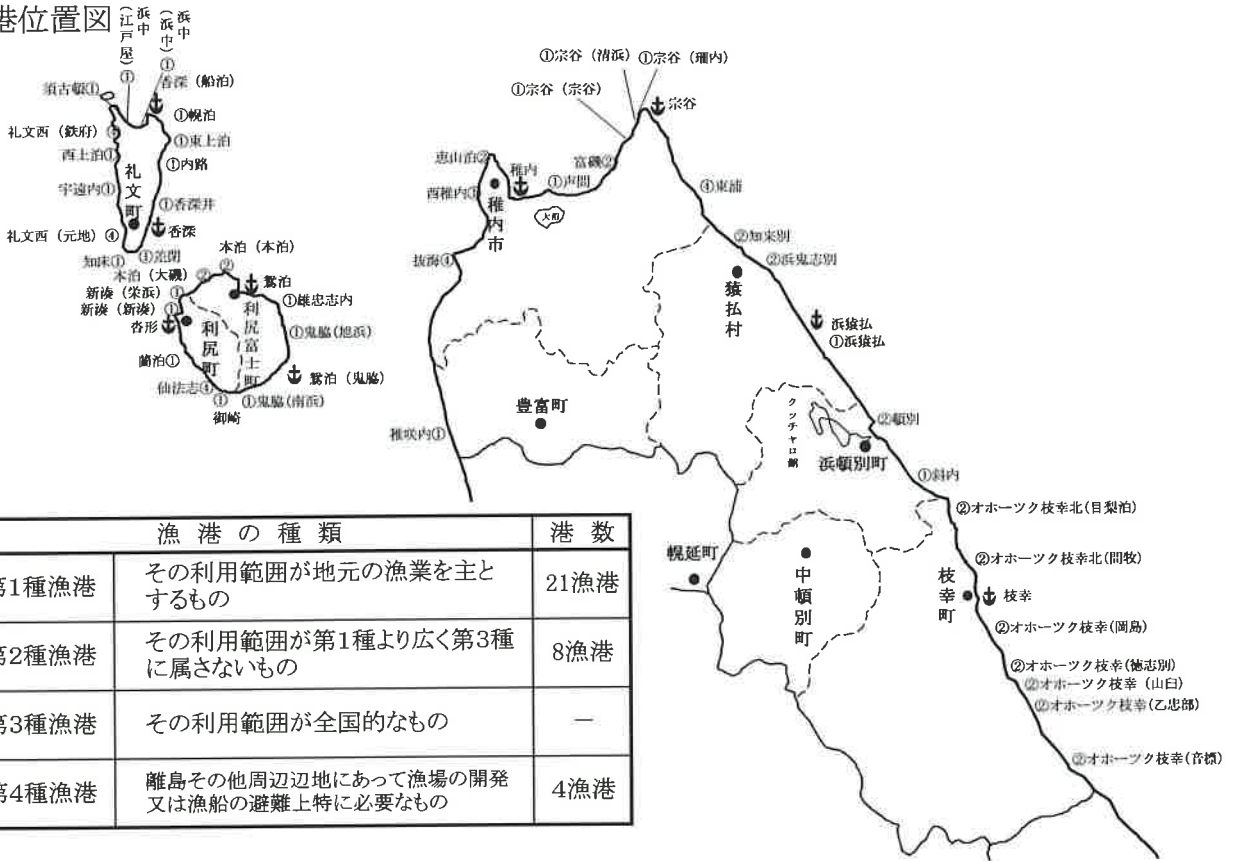 港位置図
浜中
(江戸屋)
①
浜中
(浜中)
①
香深(船泊)
須古頓①
①幌泊
礼文西(鉄府)
①東上泊
西上泊①
①内路
礼文町
宇遠内①
①香深井
礼文西(元地)④
香深
知床①
①差閉
本泊(本泊)
②
本泊(大磯)
②
鴛泊
新湊(栄浜)①
新湊(新湊)①
①雄忠志内
沓形
利尻町
利尻富士町
①鬼脇(旭浜)
蘭泊①
鴛泊(鬼脇)
仙法志④
①
御崎
①鬼脇(南浜)
①宗谷(清浜)
①宗谷(珊内)
①宗谷(宗谷)
宗谷
恵山泊②
稚内
富磯②
①声問
西稚内①
稚内市
大沼
④東浦
抜海④
②知来別
②浜鬼志別
猿払村
浜猿払
①浜猿払
豊富町
稚咲内①
クッチャロ湖
②頓別
浜頓別町
①斜内
②オホーツク枝幸北(目梨泊)
②オホーツク枝幸北(問牧)
幌延町
中頓別町
枝幸町
枝幸
②オホーツク枝幸(岡島)
②オホーツク枝幸(徳志別)
②オホーツク枝幸(山臼)
②オホーツク枝幸(乙忠部)
②オホーツク枝幸(音標)
漁港の種類
港数
第1種漁港
その利用範囲が地元の漁業を主と
するもの
21漁港
第2種漁港
その利用範囲が第1種より広く第3種
に属さないもの
8漁港
第3種漁港
その利用範囲が全国的なもの
－
第4種漁港
離島その他周辺辺地にあって漁場の開発
又は漁船の避難上特に必要なもの
4漁港